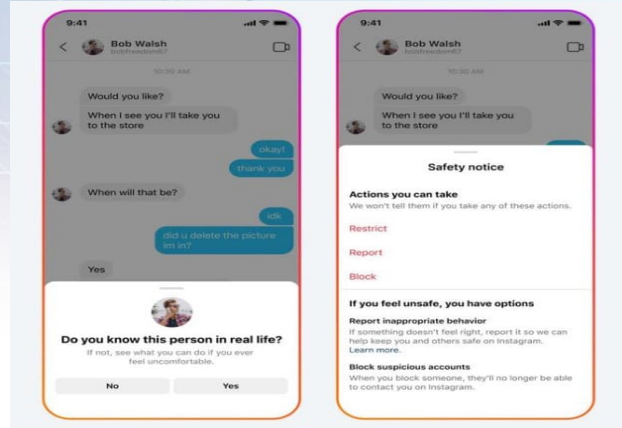 9:41
Bob Walsh
bobfreedom67
10:30 AM
Would you like?
When I see you I'll take you
to the store
okay!
thank you
When will that be?
idk
did u delete the picture
im in?
Yes
Do you know this person in real life?
If not, see what you can do if you ever
feel uncomfortable.
No
Yes
9:41
Bob Walsh
bobfreedom67
10:30 AM
Would you like?
When I see you I'll take you
to the store
Safety notice
Actions you can take
We won't tell them if you take any of these actions.
Restrict
Report
Block
If you feel unsafe, you have options
Report inappropriate behavior
If something doesn't feel right, report it so we can
help keep you and others safe on Instagram.
Learn more.
Block suspicious accounts
When you block someone, they'll no longer be able
to contact you on Instagram.